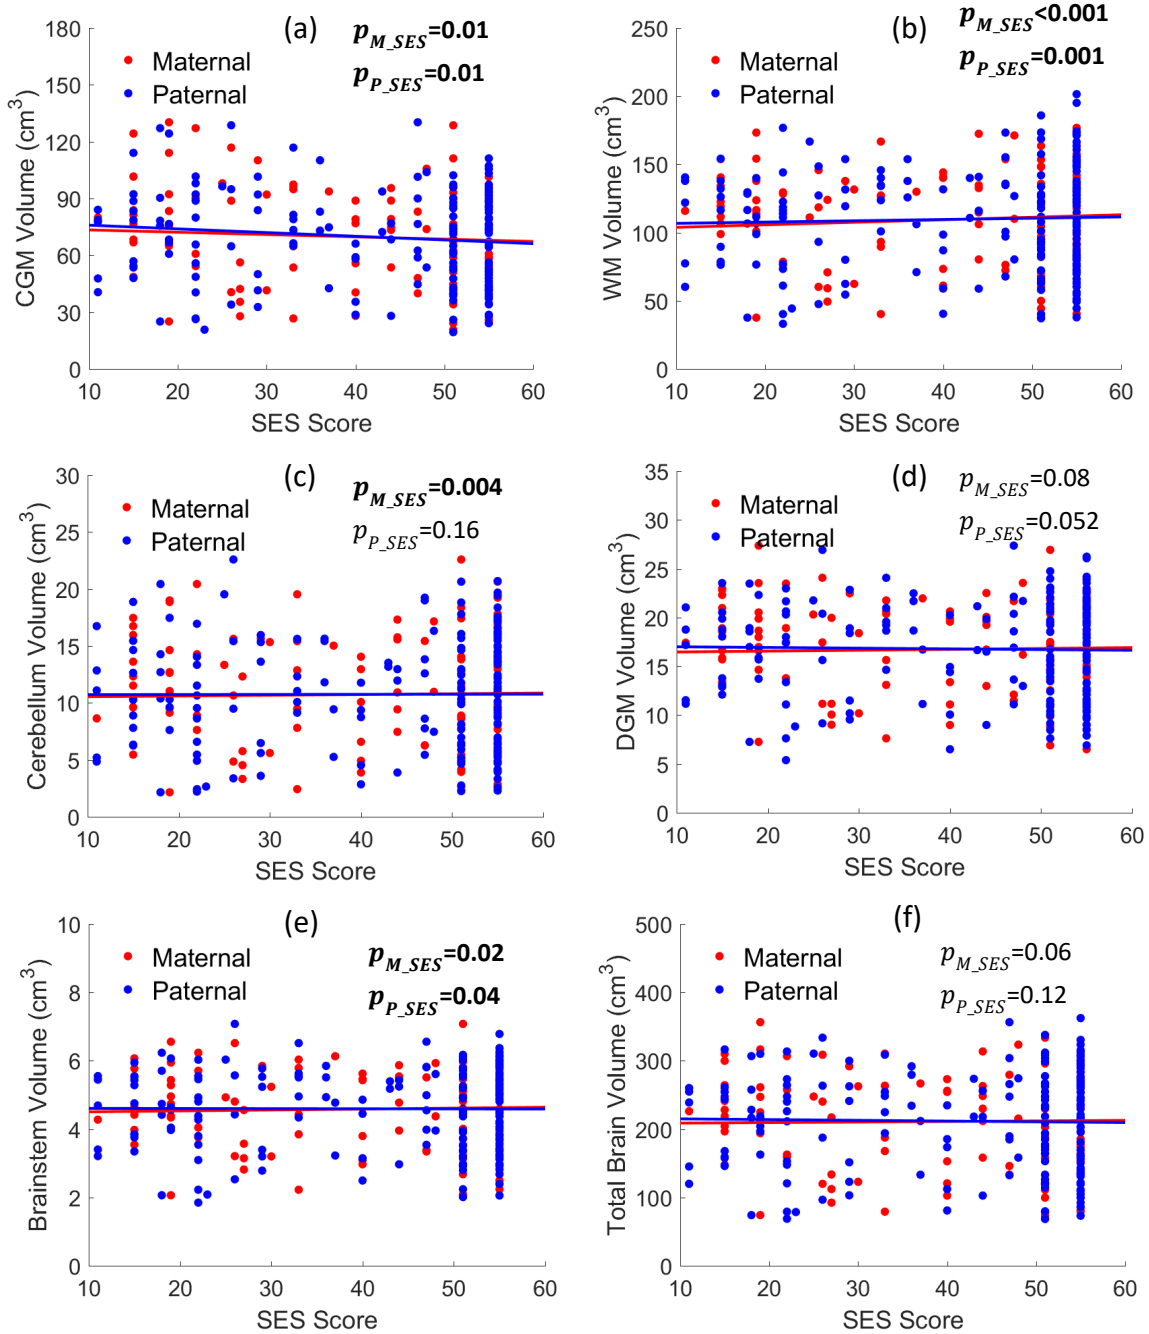 (a)
p_M_SES=0.01
p_P_SES=0.01
Maternal
Paternal
CGM Volume (cm³)
180
150
120
90
60
30
0
10 20 30 40 50 60
SES Score
(b)
p_M_SES<0.001
p_P_SES=0.001
Maternal
Paternal
WM Volume (cm³)
250
200
150
100
50
0
10 20 30 40 50 60
SES Score
(c)
p_M_SES=0.004
p_P_SES=0.16
Maternal
Paternal
Cerebellum Volume (cm³)
30
25
20
15
10
5
0
10 20 30 40 50 60
SES Score
(d)
p_M_SES=0.08
p_P_SES=0.052
Maternal
Paternal
DGM Volume (cm³)
35
30
25
20
15
10
5
0
10 20 30 40 50 60
SES Score
(e)
p_M_SES=0.02
p_P_SES=0.04
Maternal
Paternal
Brainstem Volume (cm³)
10
8
6
4
2
0
10 20 30 40 50 60
SES Score
(f)
p_M_SES=0.06
p_P_SES=0.12
Maternal
Paternal
Total Brain Volume (cm³)
500
400
300
200
100
0
10 20 30 40 50 60
SES Score